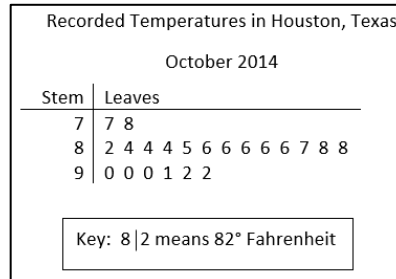 Recorded Temperatures in Houston, Texas
October 2014
Stem | Leaves
7 | 7 8
8 | 2 4 4 4 5 6 6 6 6 6 7 8 8
9 | 0 0 0 1 2 2
Key: 8|2 means 82° Fahrenheit